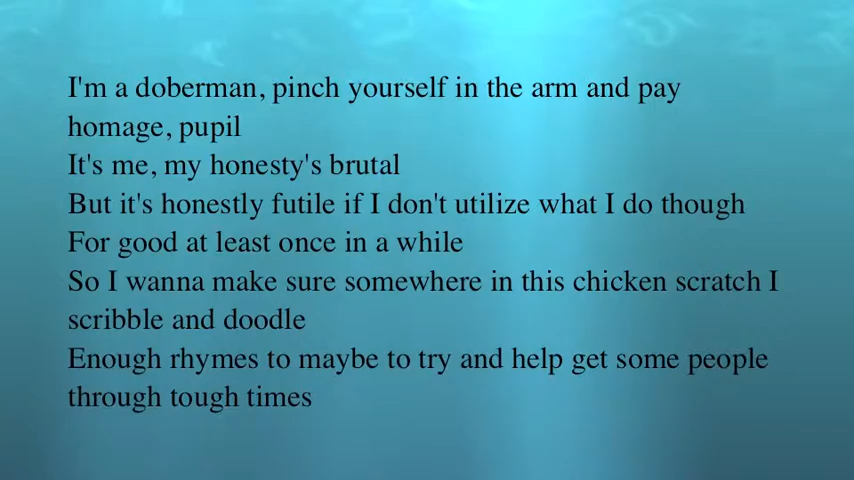 I'm a doberman, pinch yourself in the arm and pay
homage, pupil
It's me, my honesty's brutal
But it's honestly futile if I don't utilize what I do though
For good at least once in a while
So I wanna make sure somewhere in this chicken scratch I
scribble and doodle
Enough rhymes to maybe to try and help get some people
through tough times